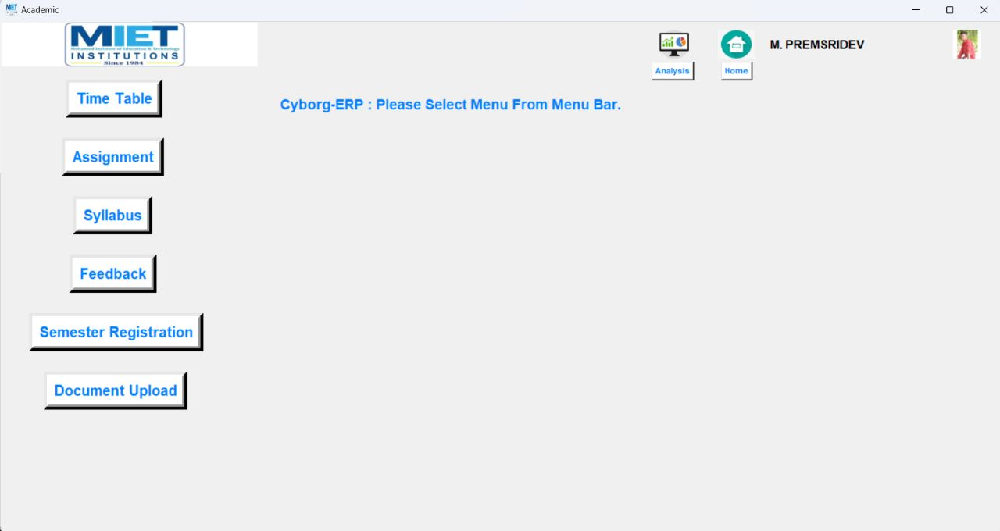 Academic
MIET
Mohamed Institute of Education & Technology
INSTITUTIONS
Since 1984
Analysis
Home
M. PREMSRIDEV
Time Table
Assignment
Syllabus
Feedback
Semester Registration
Document Upload
Cyborg-ERP : Please Select Menu From Menu Bar.